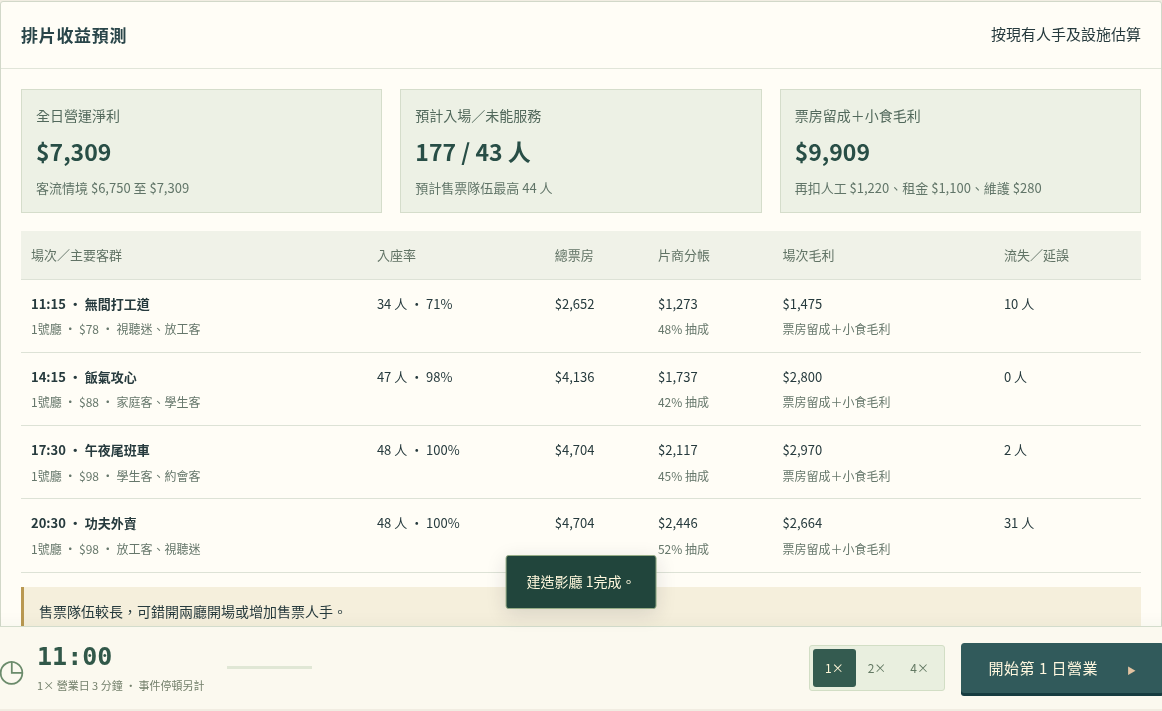 排片收益預測
按現有人手及設施估算
全日營運淨利
$7,309
客流情境 $6,750 至 $7,309
預計入場／未能服務
177 / 43 人
預計售票隊伍最高 44 人
票房留成＋小食毛利
$9,909
再扣人工 $1,220、租金 $1,100、維護 $280
場次／主要客群 入座率 總票房 片商分帳 場次毛利 流失／延誤
11:15 · 無間打工道 34 人 · 71% $2,652 $1,273 $1,475 10 人
1號廳 · $78 · 視聽迷、放工客 48% 抽成 票房留成＋小食毛利
14:15 · 飯氣攻心 47 人 · 98% $4,136 $1,737 $2,800 0 人
1號廳 · $88 · 家庭客、學生客 42% 抽成 票房留成＋小食毛利
17:30 · 午夜尾班車 48 人 · 100% $4,704 $2,117 $2,970 2 人
1號廳 · $98 · 學生客、約會客 45% 抽成 票房留成＋小食毛利
20:30 · 功夫外賣 48 人 · 100% $4,704 $2,446 $2,664 31 人
1號廳 · $98 · 放工客、視聽迷 52% 抽成 票房留成＋小食毛利
建造影廳 1完成。
售票隊伍較長，可錯開兩廳開場或增加售票人手。
11:00
1× 營業日 3 分鐘 · 事件停頓另計
1× 2× 4×
開始第 1 日營業 ▸